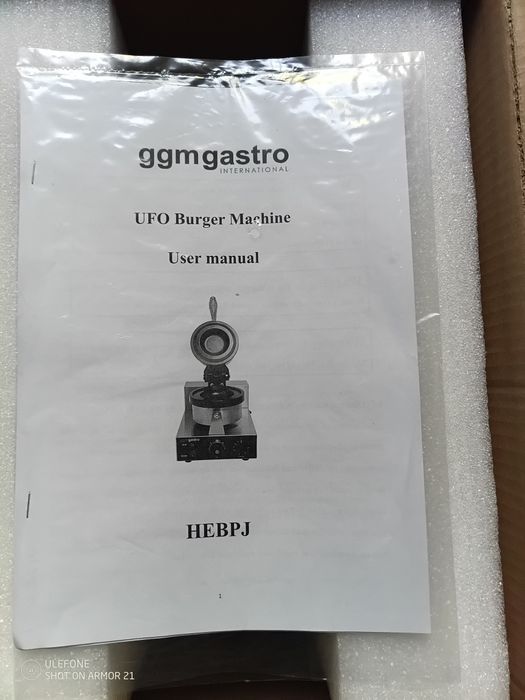 ggmgastro
INTERNATIONAL
UFO Burger Machine
User manual
HEBPJ
1
ULEFONE
SHOT ON ARMOR 21